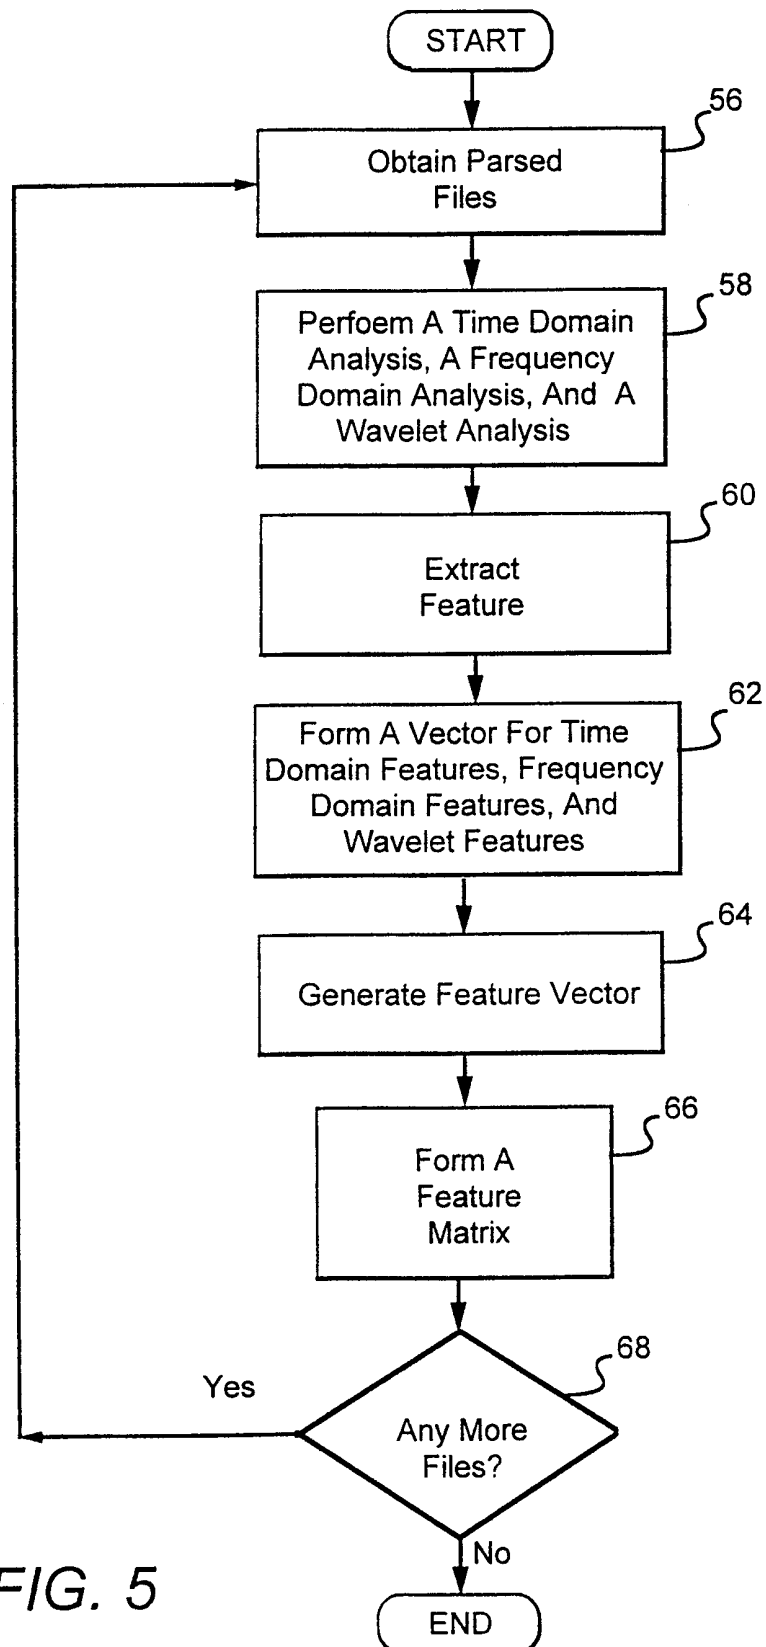 START
56
Obtain Parsed
Files
58
Perfoem A Time Domain
Analysis, A Frequency
Domain Analysis, And A
Wavelet Analysis
60
Extract
Feature
62
Form A Vector For Time
Domain Features, Frequency
Domain Features, And
Wavelet Features
64
Generate Feature Vector
66
Form A
Feature
Matrix
68
Yes
Any More
Files?
No
FIG. 5
END